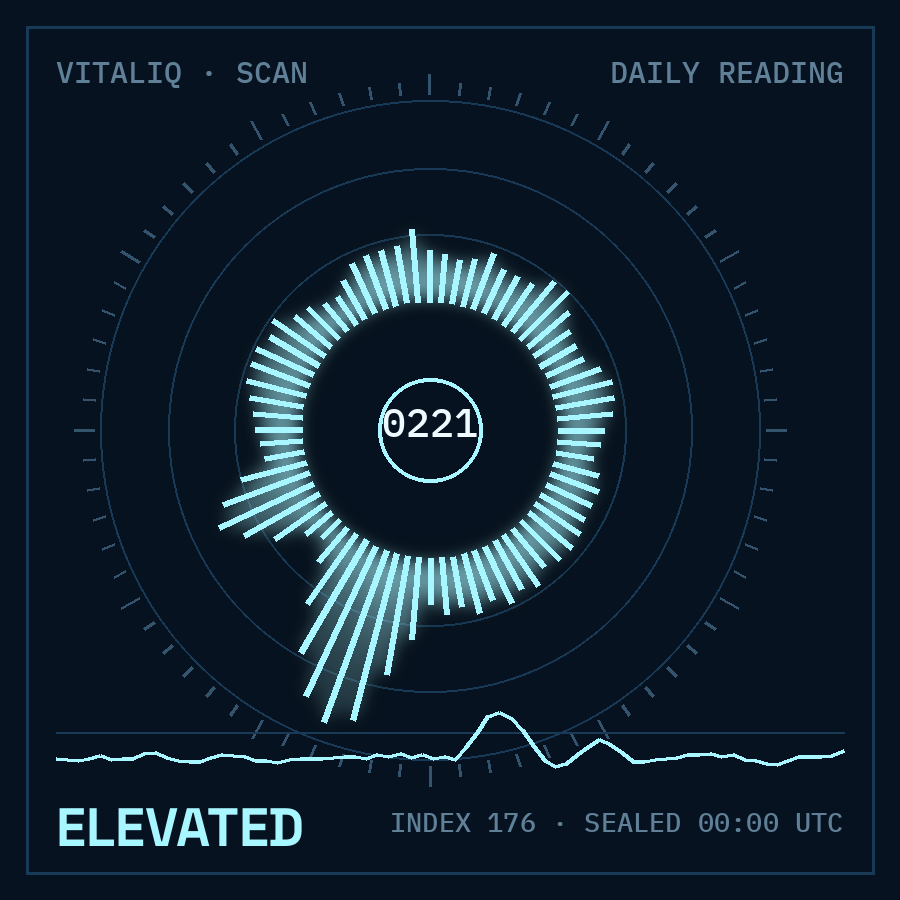 VITALIQ · SCAN
DAILY READING
0221
ELEVATED
INDEX 176 · SEALED 00:00 UTC